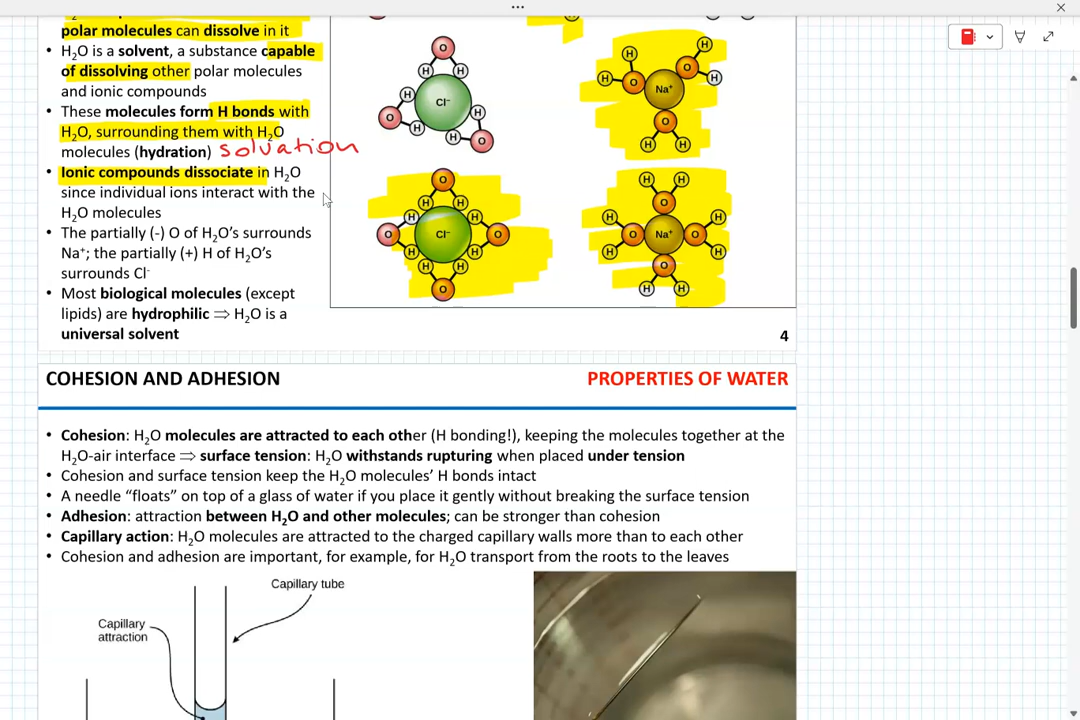 polar molecules can dissolve in it
• H₂O is a solvent, a substance capable
of dissolving other polar molecules
and ionic compounds
• These molecules form H bonds with
H₂O, surrounding them with H₂O
molecules (hydration) solvation
• Ionic compounds dissociate in H₂O
since individual ions interact with the
H₂O molecules
• The partially (-) O of H₂O’s surrounds
Na⁺; the partially (+) H of H₂O’s
surrounds Cl⁻
• Most biological molecules (except
lipids) are hydrophilic ⇒ H₂O is a
universal solvent
O
H H
H Cl⁻ H
O H H O
H H
H O O H
Na⁺
O
H H
O
H H
H H
O Cl⁻ O
H H
H H
O
H H
O
H H
O Na⁺ O
H H
O
H H
4
COHESION AND ADHESION PROPERTIES OF WATER
• Cohesion: H₂O molecules are attracted to each other (H bonding!), keeping the molecules together at the
H₂O-air interface ⇒ surface tension: H₂O withstands rupturing when placed under tension
• Cohesion and surface tension keep the H₂O molecules’ H bonds intact
• A needle “floats” on top of a glass of water if you place it gently without breaking the surface tension
• Adhesion: attraction between H₂O and other molecules; can be stronger than cohesion
• Capillary action: H₂O molecules are attracted to the charged capillary walls more than to each other
• Cohesion and adhesion are important, for example, for H₂O transport from the roots to the leaves
Capillary tube
Capillary
attraction